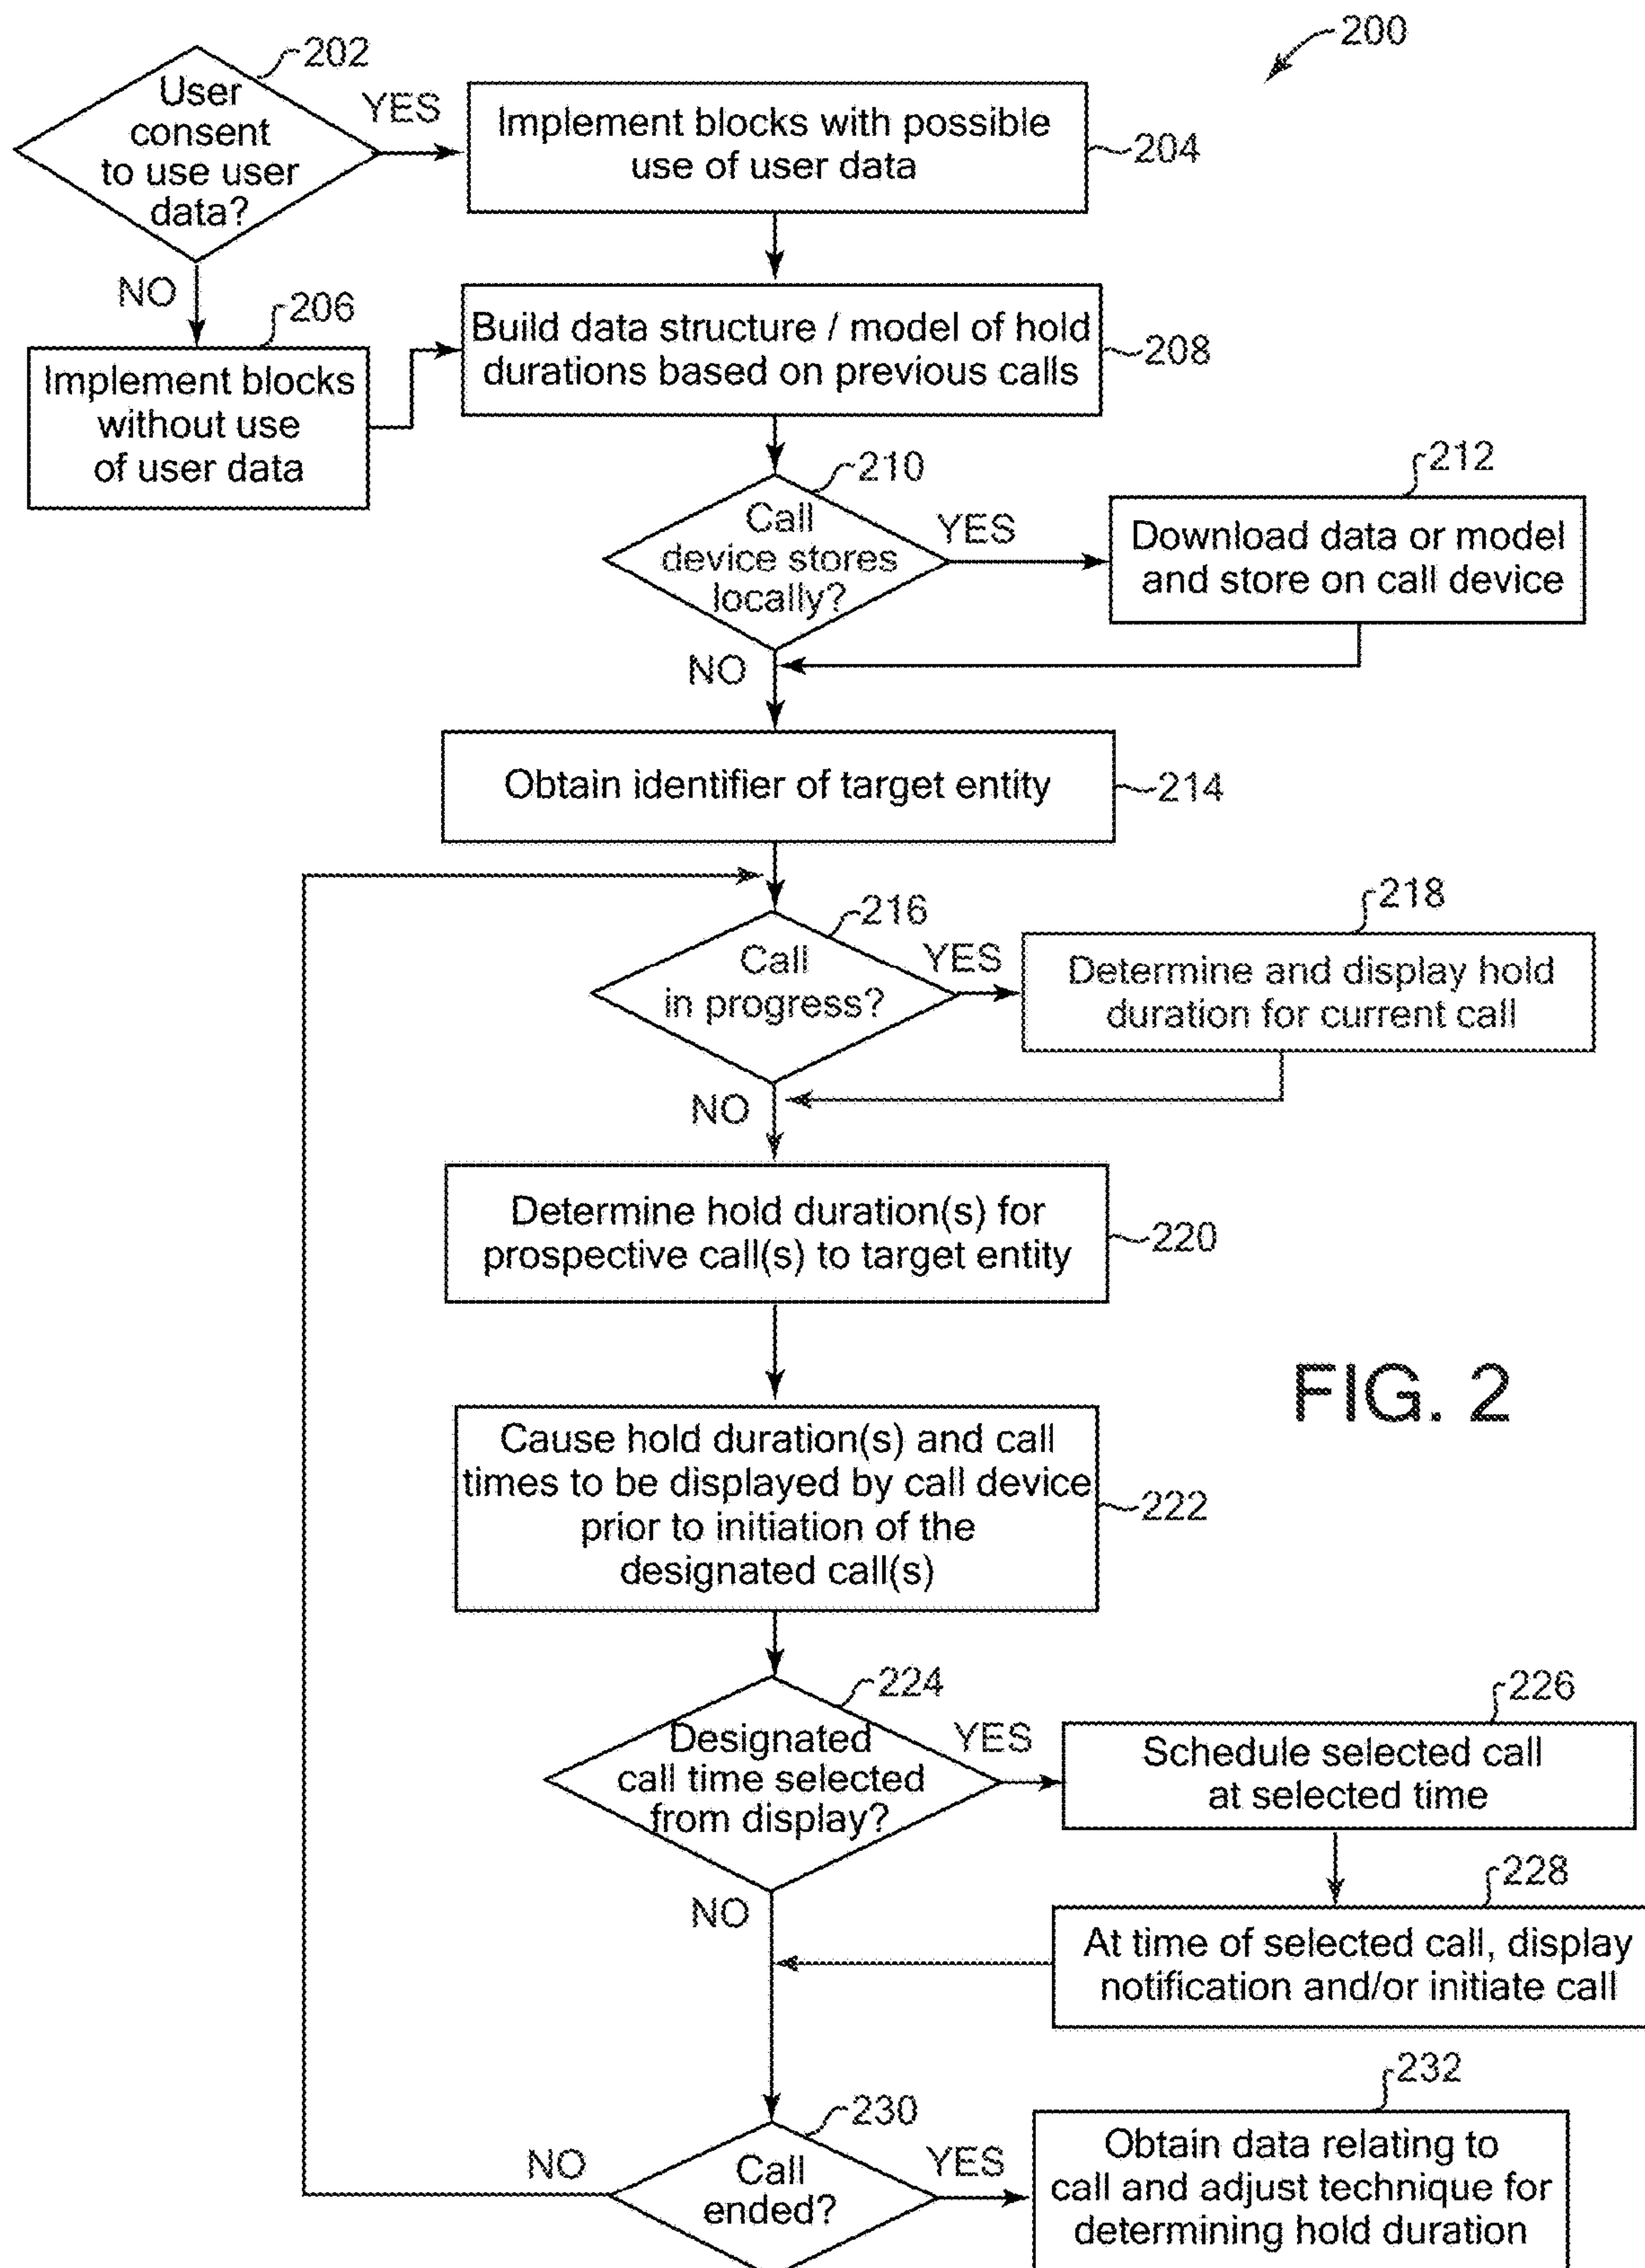 200
202
User
consent
to use user
data?
YES
Implement blocks with possible
use of user data
204
NO
206
Implement blocks
without use
of user data
Build data structure / model of hold
durations based on previous calls
208
210
Call
device stores
locally?
YES
212
Download data or model
and store on call device
NO
Obtain identifier of target entity
214
216
Call
in progress?
YES
218
Determine and display hold
duration for current call
NO
Determine hold duration(s) for
prospective call(s) to target entity
220
FIG. 2
Cause hold duration(s) and call
times to be displayed by call device
prior to initiation of the
designated call(s)
222
224
Designated
call time selected
from display?
YES
226
Schedule selected call
at selected time
NO
228
At time of selected call, display
notification and/or initiate call
230
Call
ended?
NO
YES
232
Obtain data relating to
call and adjust technique for
determining hold duration